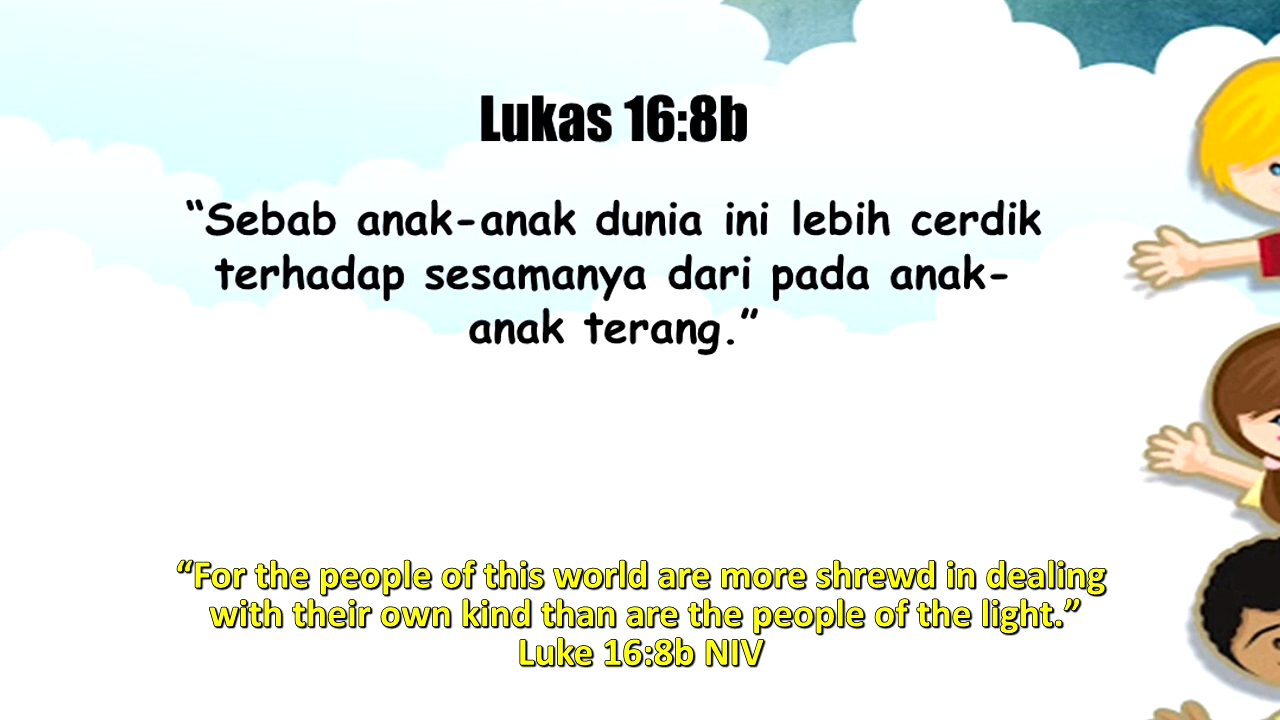 Lukas 16:8b
“Sebab anak-anak dunia ini lebih cerdik
terhadap sesamanya dari pada anak-
anak terang.”
“For the people of this world are more shrewd in dealing
with their own kind than are the people of the light.”
Luke 16:8b NIV